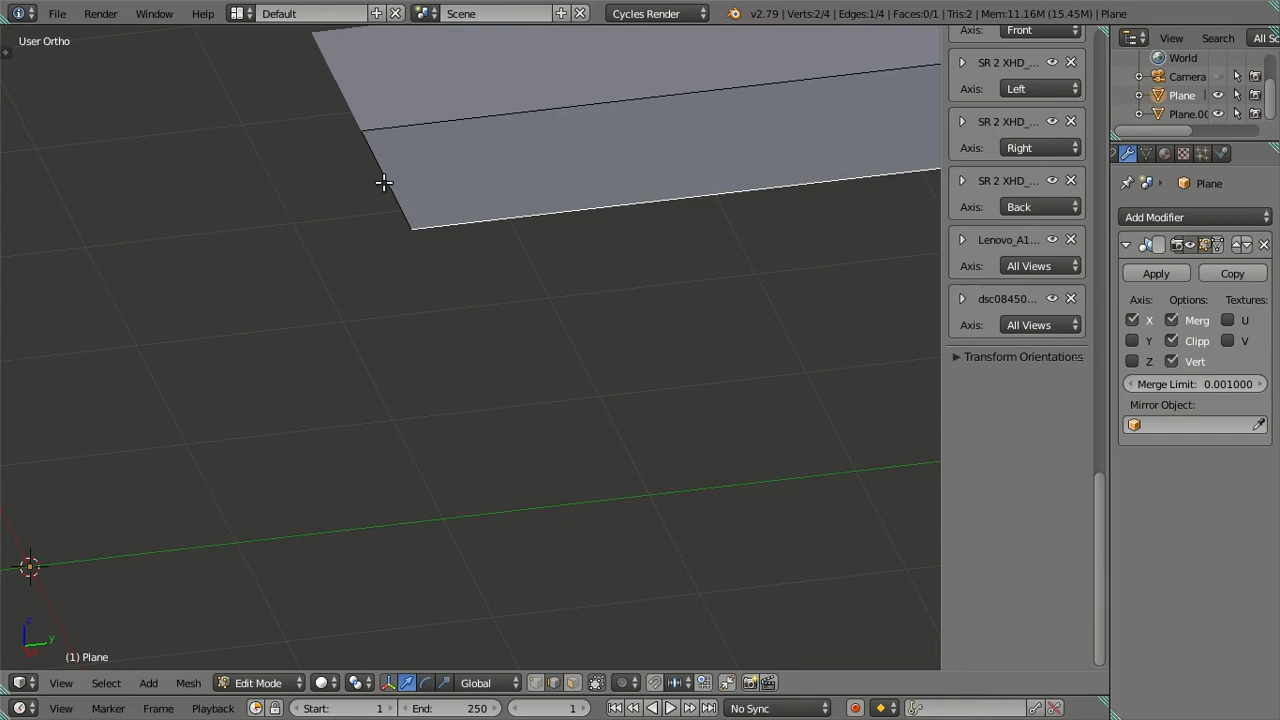 File Render Window Help Default Scene Cycles Render v2.79 | Verts:2/4 | Edges:1/4 | Faces:0/1 | Tris:2 | Mem:11.16M (15.45M) | Plane
User Ortho
Axis: Front
SR 2 XHD_...
Axis: Left
SR 2 XHD_...
Axis: Right
SR 2 XHD_...
Axis: Back
Lenovo_A1...
Axis: All Views
dsc08450...
Axis: All Views
Transform Orientations
View Search All Sc
World
Camera
Plane
Plane.00
Plane
Add Modifier
Apply Copy
Axis: Options: Textures:
X Merg U
Y Clipp V
Z Vert
Merge Limit: 0.001000
Mirror Object:
z
y
(1) Plane
View Select Add Mesh Edit Mode Global
View Marker Frame Playback Start: 1 End: 250 1 No Sync